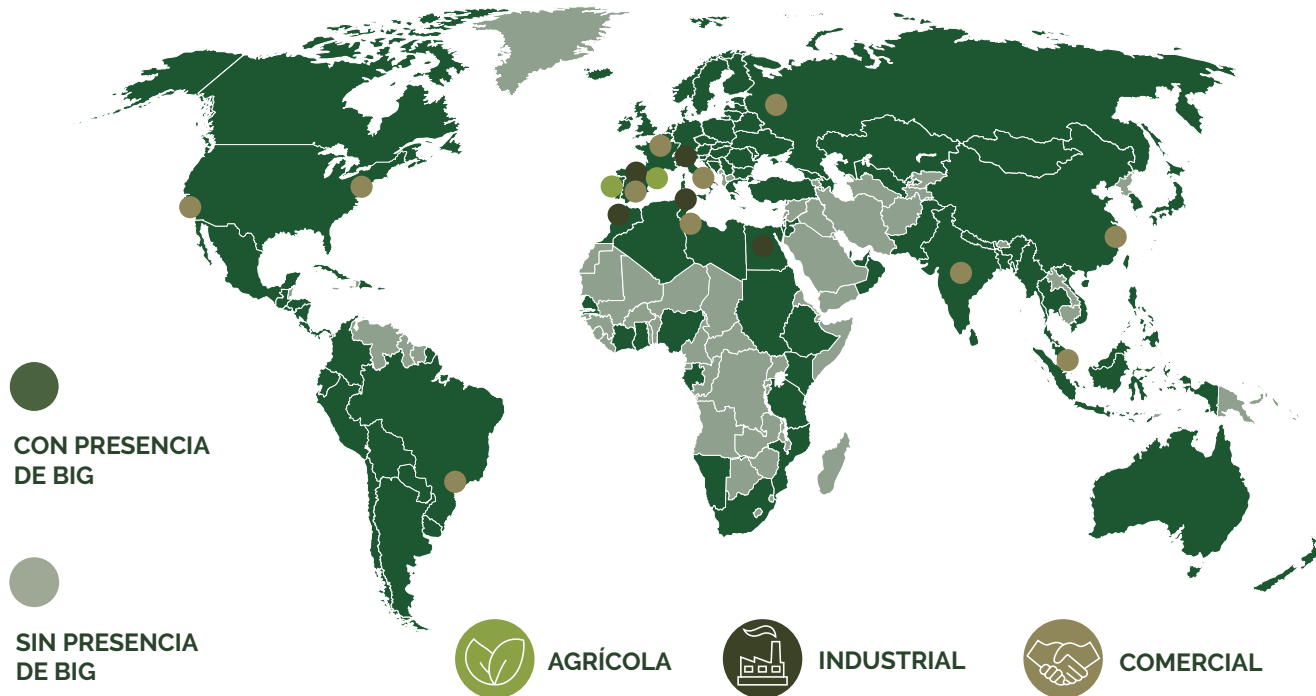 CON PRESENCIA
DE BIG
SIN PRESENCIA
DE BIG
AGRÍCOLA
INDUSTRIAL
COMERCIAL